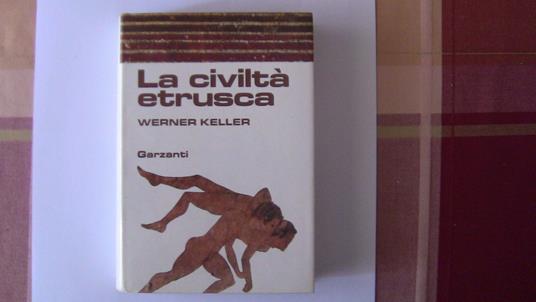 La civiltà
etrusca
WERNER KELLER
Garzanti